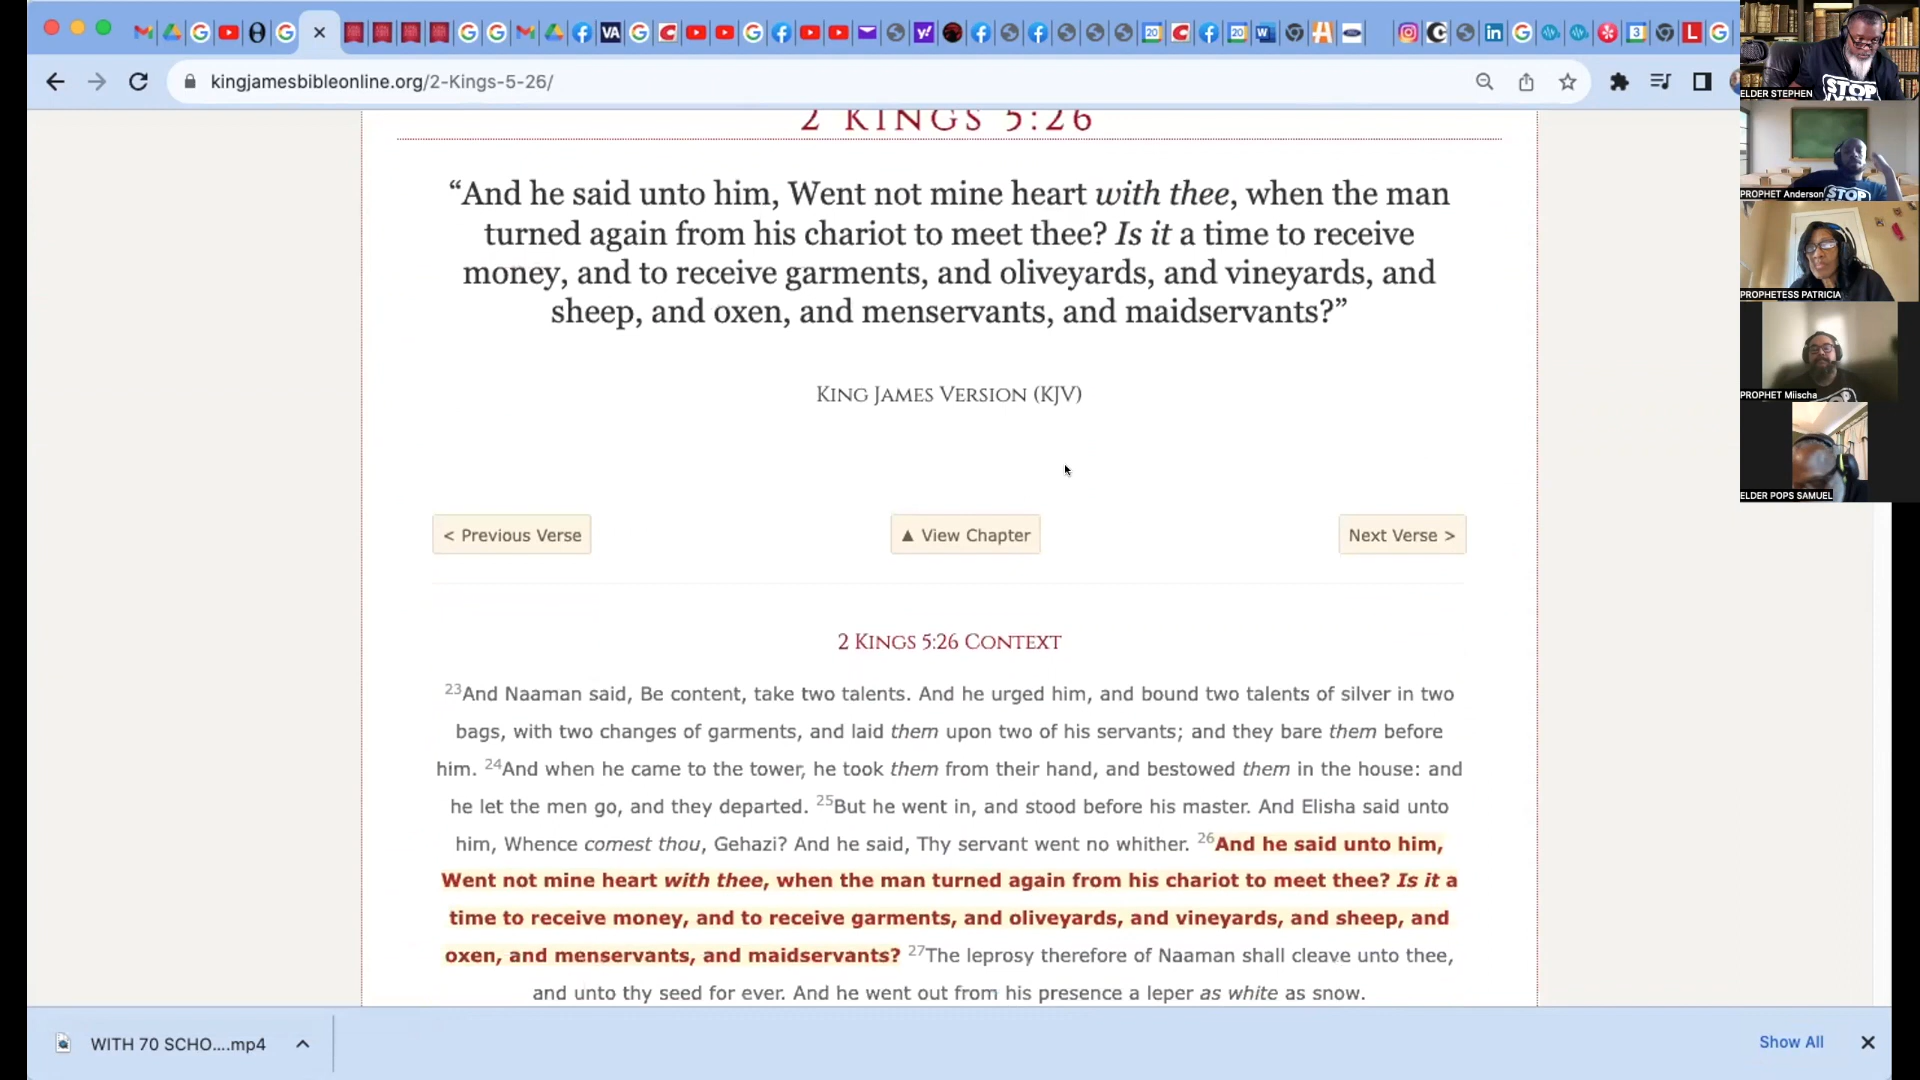 kingjamesbibleonline.org/2-Kings-5-26/
2 KINGS 5:26
“And he said unto him, Went not mine heart with thee, when the man
turned again from his chariot to meet thee? Is it a time to receive
money, and to receive garments, and oliveyards, and vineyards, and
sheep, and oxen, and menservants, and maidservants?”
KING JAMES VERSION (KJV)
< Previous Verse
▲ View Chapter
Next Verse >
2 KINGS 5:26 CONTEXT
23And Naaman said, Be content, take two talents. And he urged him, and bound two talents of silver in two
bags, with two changes of garments, and laid them upon two of his servants; and they bare them before
him. 24And when he came to the tower, he took them from their hand, and bestowed them in the house: and
he let the men go, and they departed. 25But he went in, and stood before his master. And Elisha said unto
him, Whence comest thou, Gehazi? And he said, Thy servant went no whither. 26And he said unto him,
Went not mine heart with thee, when the man turned again from his chariot to meet thee? Is it a
time to receive money, and to receive garments, and oliveyards, and vineyards, and sheep, and
oxen, and menservants, and maidservants? 27The leprosy therefore of Naaman shall cleave unto thee,
and unto thy seed for ever. And he went out from his presence a leper as white as snow.
WITH 70 SCHO....mp4
Show All
STOP
ELDER STEPHEN
STOP
PROPHET Anderson
PROPHETESS PATRICIA
PROPHET Miischa
ELDER POPS SAMUEL